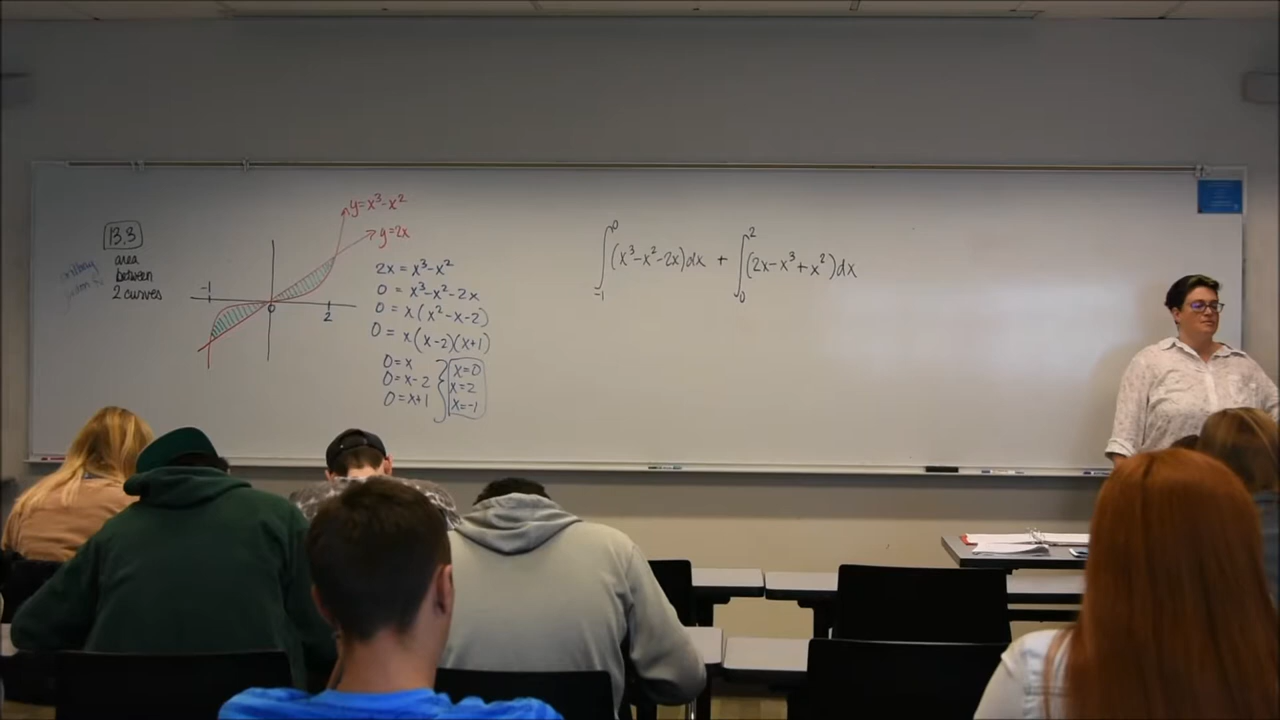 13.3
area
between
2 curves
y=x³-x²
y=2x
-1
0
2
2x = x³-x²
0 = x³-x²-2x
0 = x(x²-x-2)
0 = x(x-2)(x+1)
0=x
0=x-2
0=x+1
x=0
x=2
x=-1
∫₋₁⁰ (x³-x²-2x)dx + ∫₀² (2x-x³+x²)dx